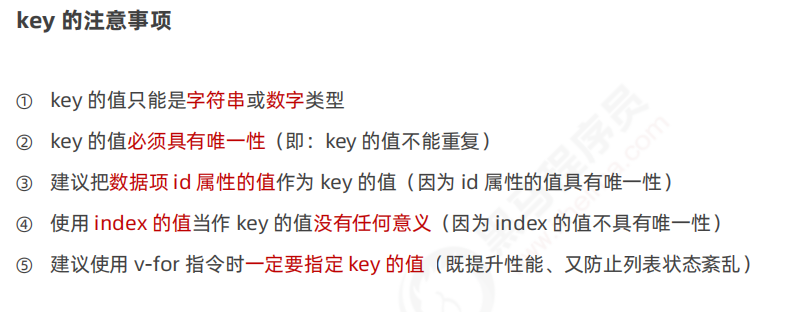 key 的注意事项
① key 的值只能是字符串或数字类型
② key 的值必须具有唯一性（即：key 的值不能重复）
③ 建议把数据项 id 属性的值作为 key 的值（因为 id 属性的值具有唯一性）
④ 使用 index 的值当作 key 的值没有任何意义（因为 index 的值不具有唯一性）
⑤ 建议使用 v-for 指令时一定要指定 key 的值（既提升性能、又防止列表状态紊乱）